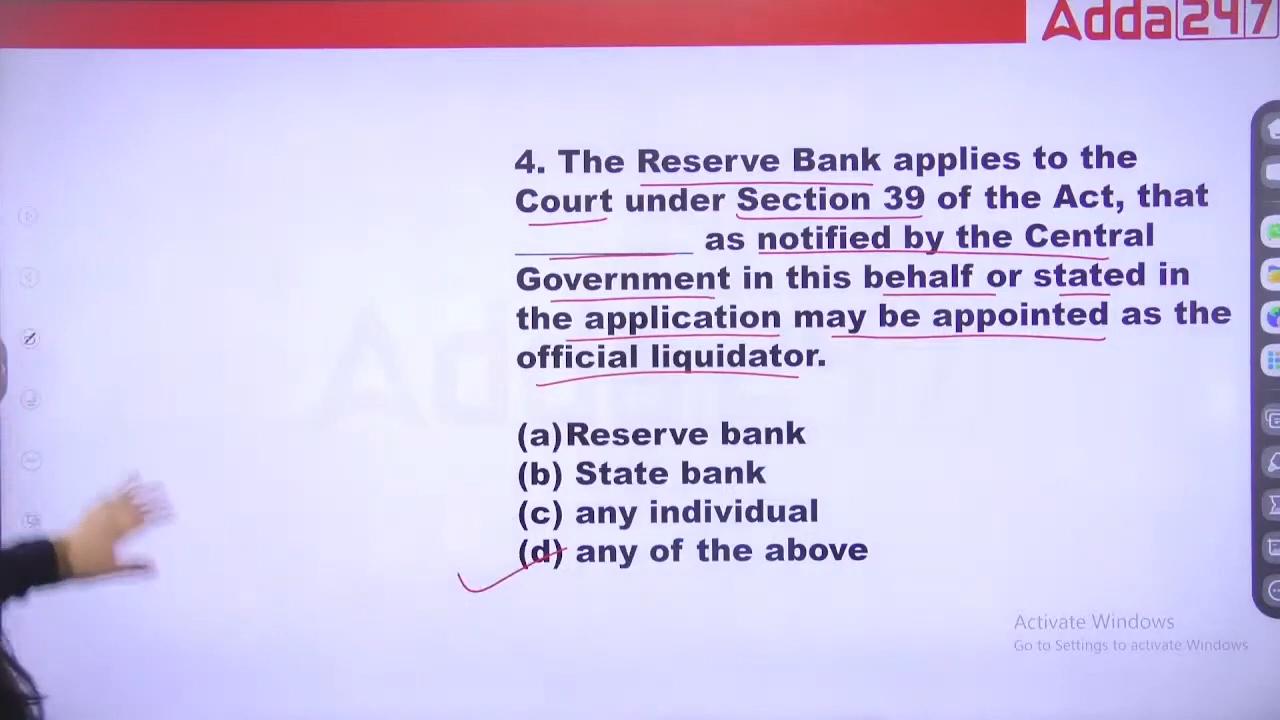 Adda247
4. The Reserve Bank applies to the
Court under Section 39 of the Act, that
____________ as notified by the Central
Government in this behalf or stated in
the application may be appointed as the
official liquidator.
(a)Reserve bank
(b) State bank
(c) any individual
(d) any of the above
Activate Windows
Go to Settings to activate Windows